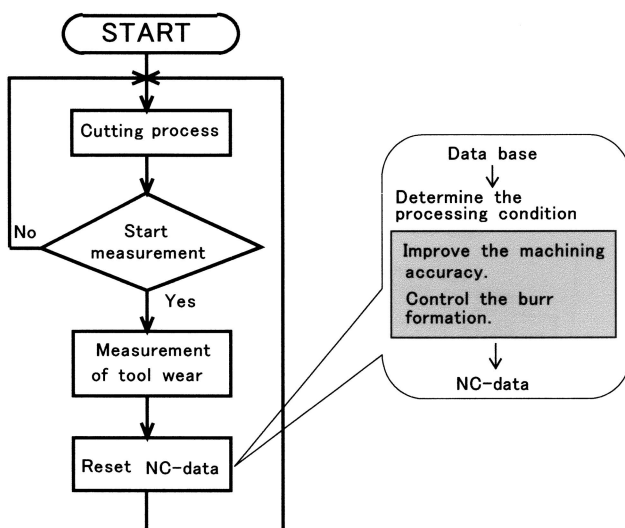 START
Cutting process
Start
measurement
No
Yes
Measurement
of tool wear
Reset NC-data
Data base
Determine the
processing condition
Improve the machining
accuracy.
Control the burr
formation.
NC-data